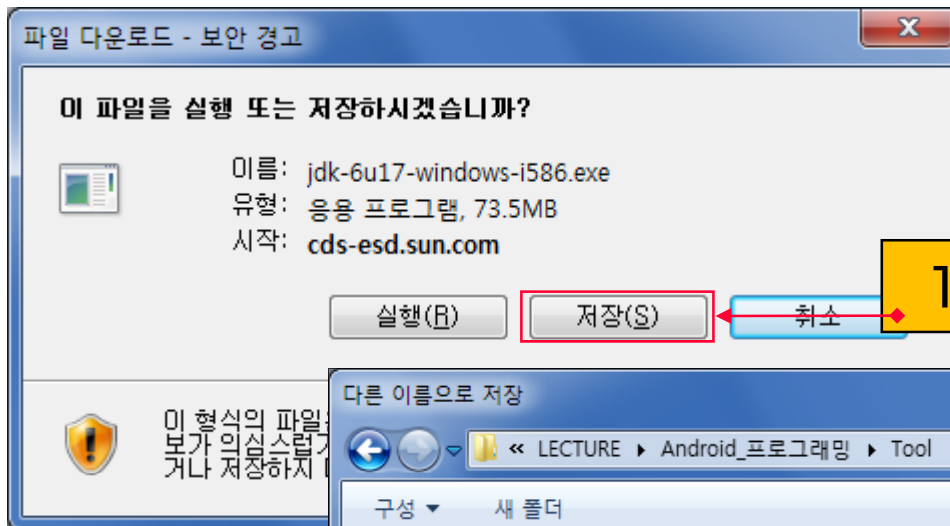 파일 다운로드 - 보안 경고
이 파일을 실행 또는 저장하시겠습니까?
이름: jdk-6u17-windows-i586.exe
유형: 응용 프로그램, 73.5MB
시작: cds-esd.sun.com
실행(R) 저장(S) 취소
1
이 형식의 파일
보가 의심스럽거
거나 저장하지
다른 이름으로 저장
« LECTURE ▸ Android_프로그래밍 ▸ Tool
구성 ▼ 새 폴더